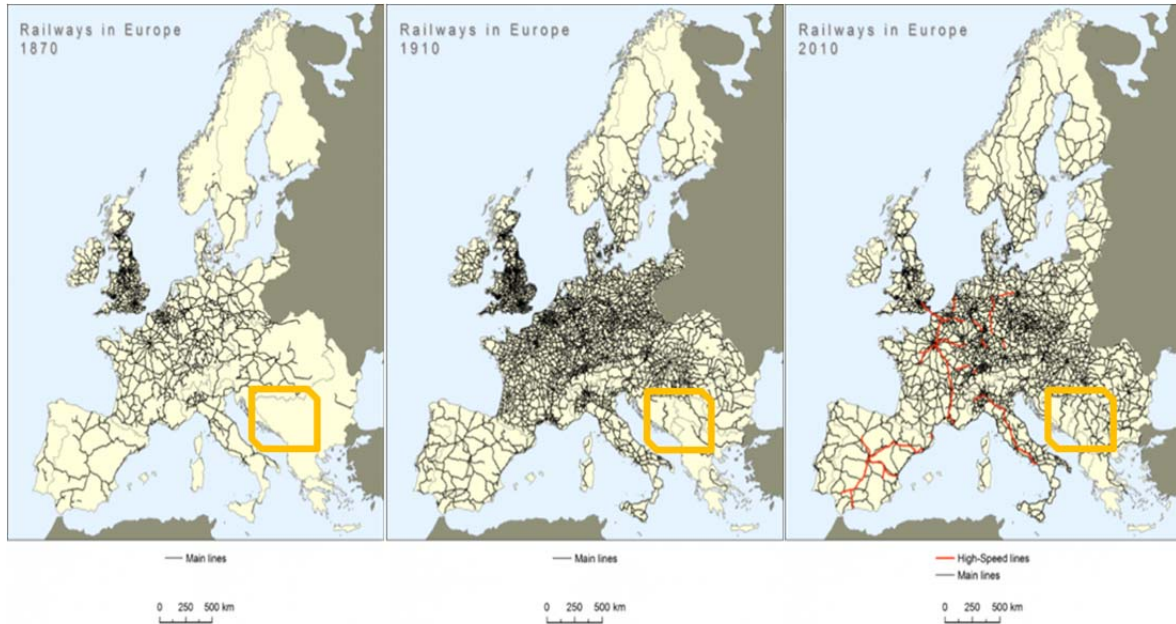 Railways in Europe
1870
Railways in Europe
1910
Railways in Europe
2010
Main lines
Main lines
High-Speed lines
Main lines
0 250 500 km
0 250 500 km
0 250 500 km